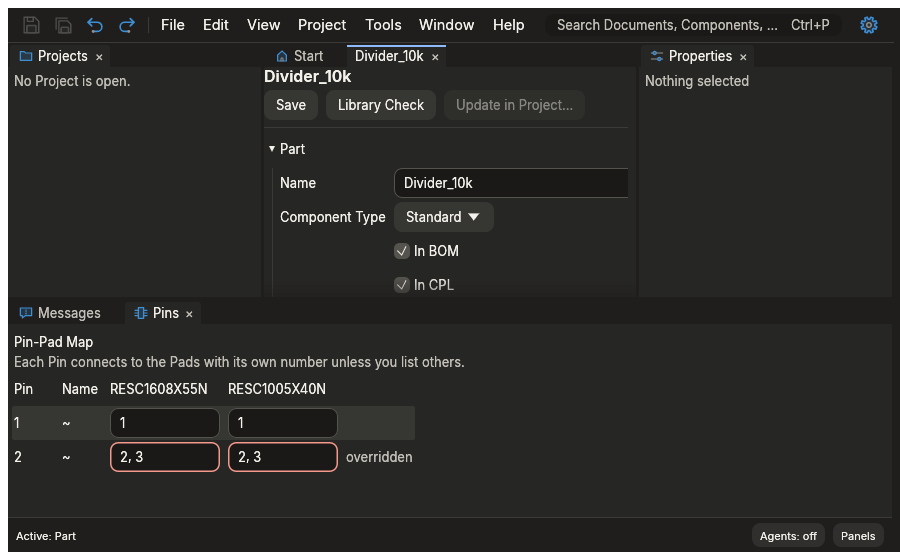 File Edit View Project Tools Window Help Search Documents, Components, ... Ctrl+P
Projects × Start Divider_10k × Properties ×
No Project is open.
Divider_10k
Nothing selected
Save Library Check Update in Project...
Part
Name Divider_10k
Component Type Standard
In BOM
In CPL
Messages Pins ×
Pin-Pad Map
Each Pin connects to the Pads with its own number unless you list others.
Pin Name RESC1608X55N RESC1005X40N
1 ~ 1 1
2 ~ 2, 3 2, 3 overridden
Active: Part Agents: off Panels